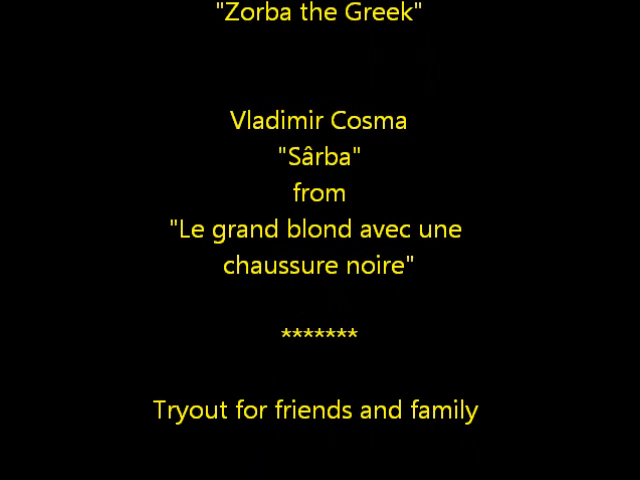 "Zorba the Greek"
Vladimir Cosma
"Sârba"
from
"Le grand blond avec une
chaussure noire"
*******
Tryout for friends and family